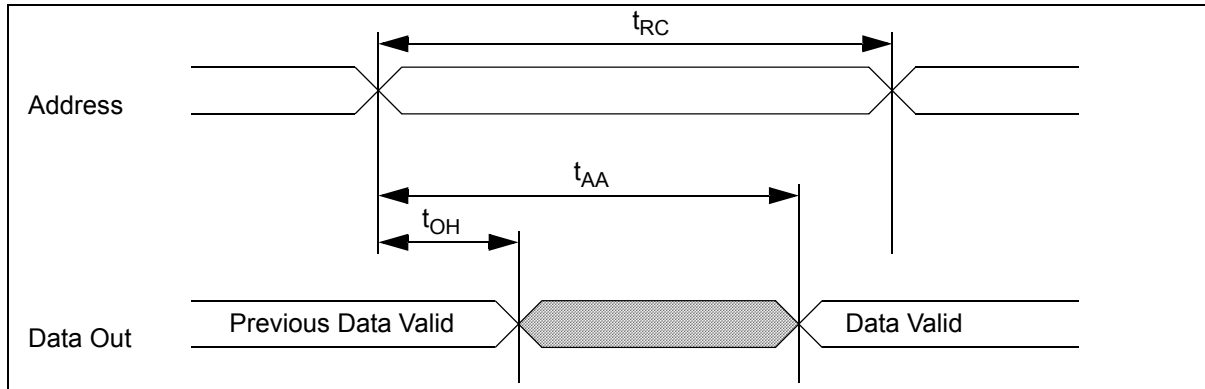 tRC
Address
tAA
tOH
Previous Data Valid
Data Valid
Data Out